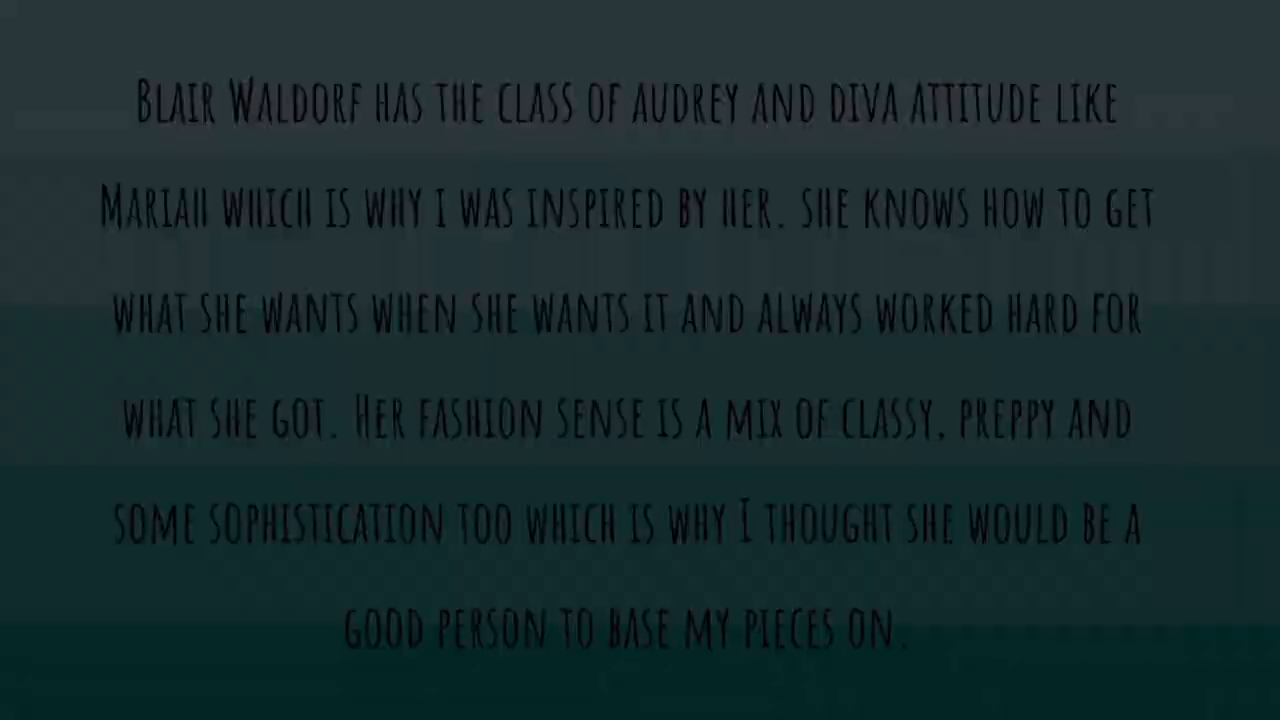 Blair Waldorf has the class of audrey and diva attitude like
Mariah which is why i was inspired by her. she knows how to get
what she wants when she wants it and always worked hard for
what she got. Her fashion sense is a mix of classy, preppy and
some sophistication too which is why I thought she would be a
good person to base my pieces on.